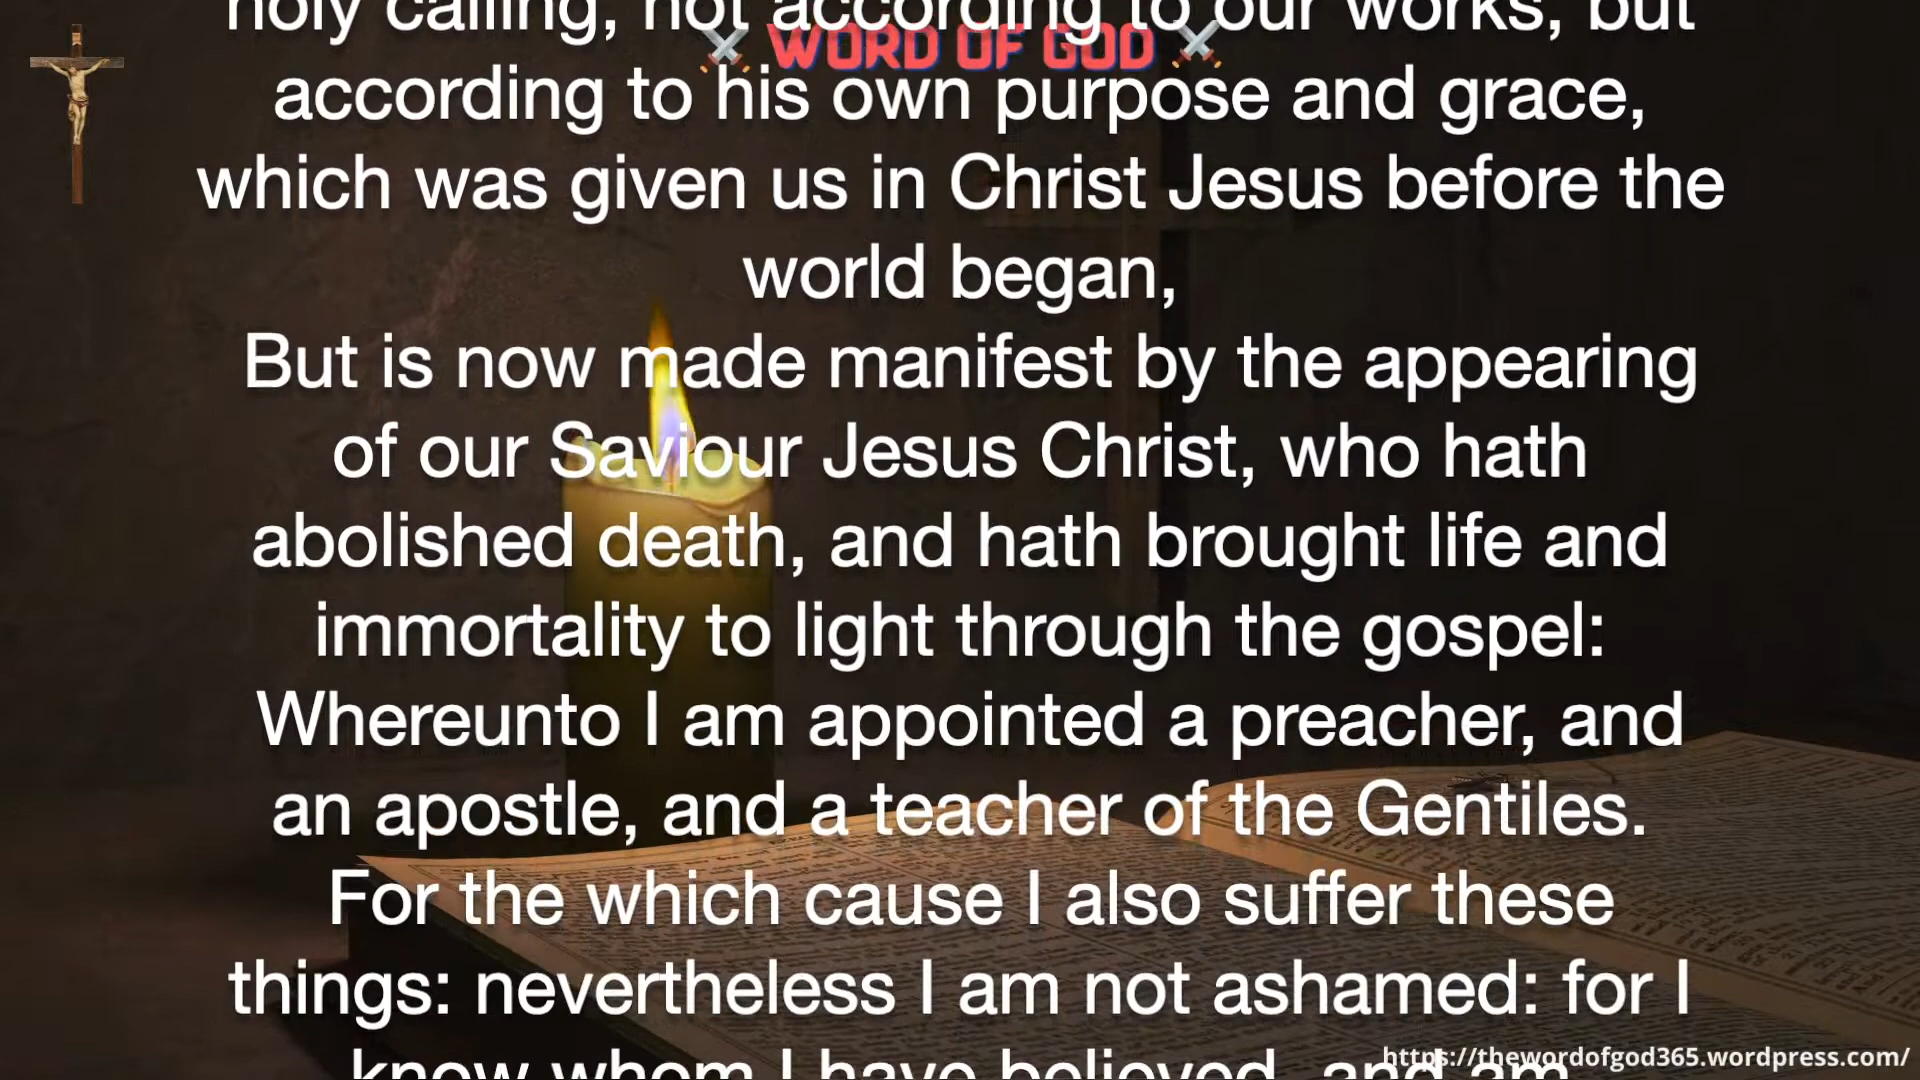 holy calling, not according to our works, but
WORD OF GOD
according to his own purpose and grace,
which was given us in Christ Jesus before the
world began,
But is now made manifest by the appearing
of our Saviour Jesus Christ, who hath
abolished death, and hath brought life and
immortality to light through the gospel:
Whereunto I am appointed a preacher, and
an apostle, and a teacher of the Gentiles.
For the which cause I also suffer these
things: nevertheless I am not ashamed: for I
know whom I have believed, and am
https://thewordofgod365.wordpress.com/